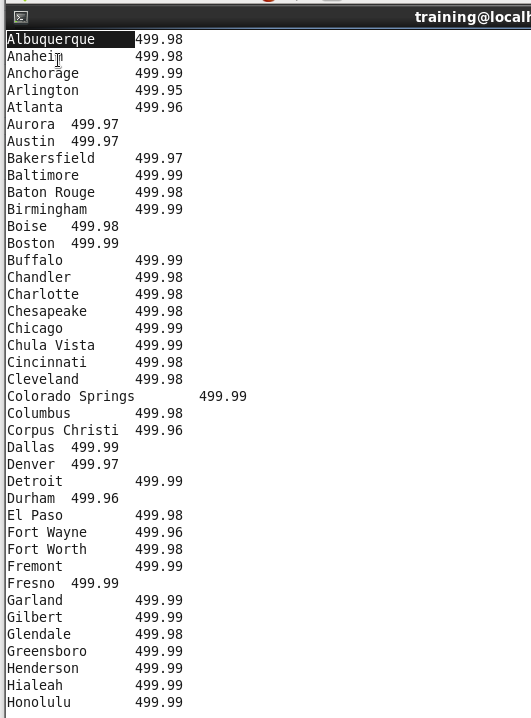 training@local
Albuquerque 499.98
Anaheim 499.98
Anchorage 499.99
Arlington 499.95
Atlanta 499.96
Aurora 499.97
Austin 499.97
Bakersfield 499.97
Baltimore 499.99
Baton Rouge 499.98
Birmingham 499.99
Boise 499.98
Boston 499.99
Buffalo 499.99
Chandler 499.98
Charlotte 499.98
Chesapeake 499.98
Chicago 499.99
Chula Vista 499.99
Cincinnati 499.98
Cleveland 499.98
Colorado Springs 499.99
Columbus 499.98
Corpus Christi 499.96
Dallas 499.99
Denver 499.97
Detroit 499.99
Durham 499.96
El Paso 499.98
Fort Wayne 499.96
Fort Worth 499.98
Fremont 499.99
Fresno 499.99
Garland 499.99
Gilbert 499.99
Glendale 499.98
Greensboro 499.99
Henderson 499.99
Hialeah 499.99
Honolulu 499.99